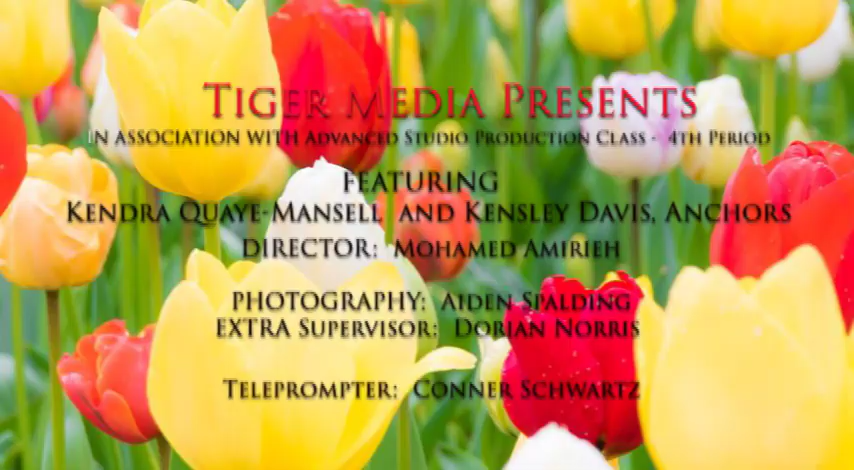 Tiger Media Presents
In association with Advanced Studio Production Class - 4th Period
Featuring
Kendra Quaye-Mansell and Kensley Davis, Anchors
Director: Mohamed Amirieh
PHOTOGRAPHY: Aiden Spalding
EXTRA Supervisor: Dorian Norris
Teleprompter: Conner Schwartz